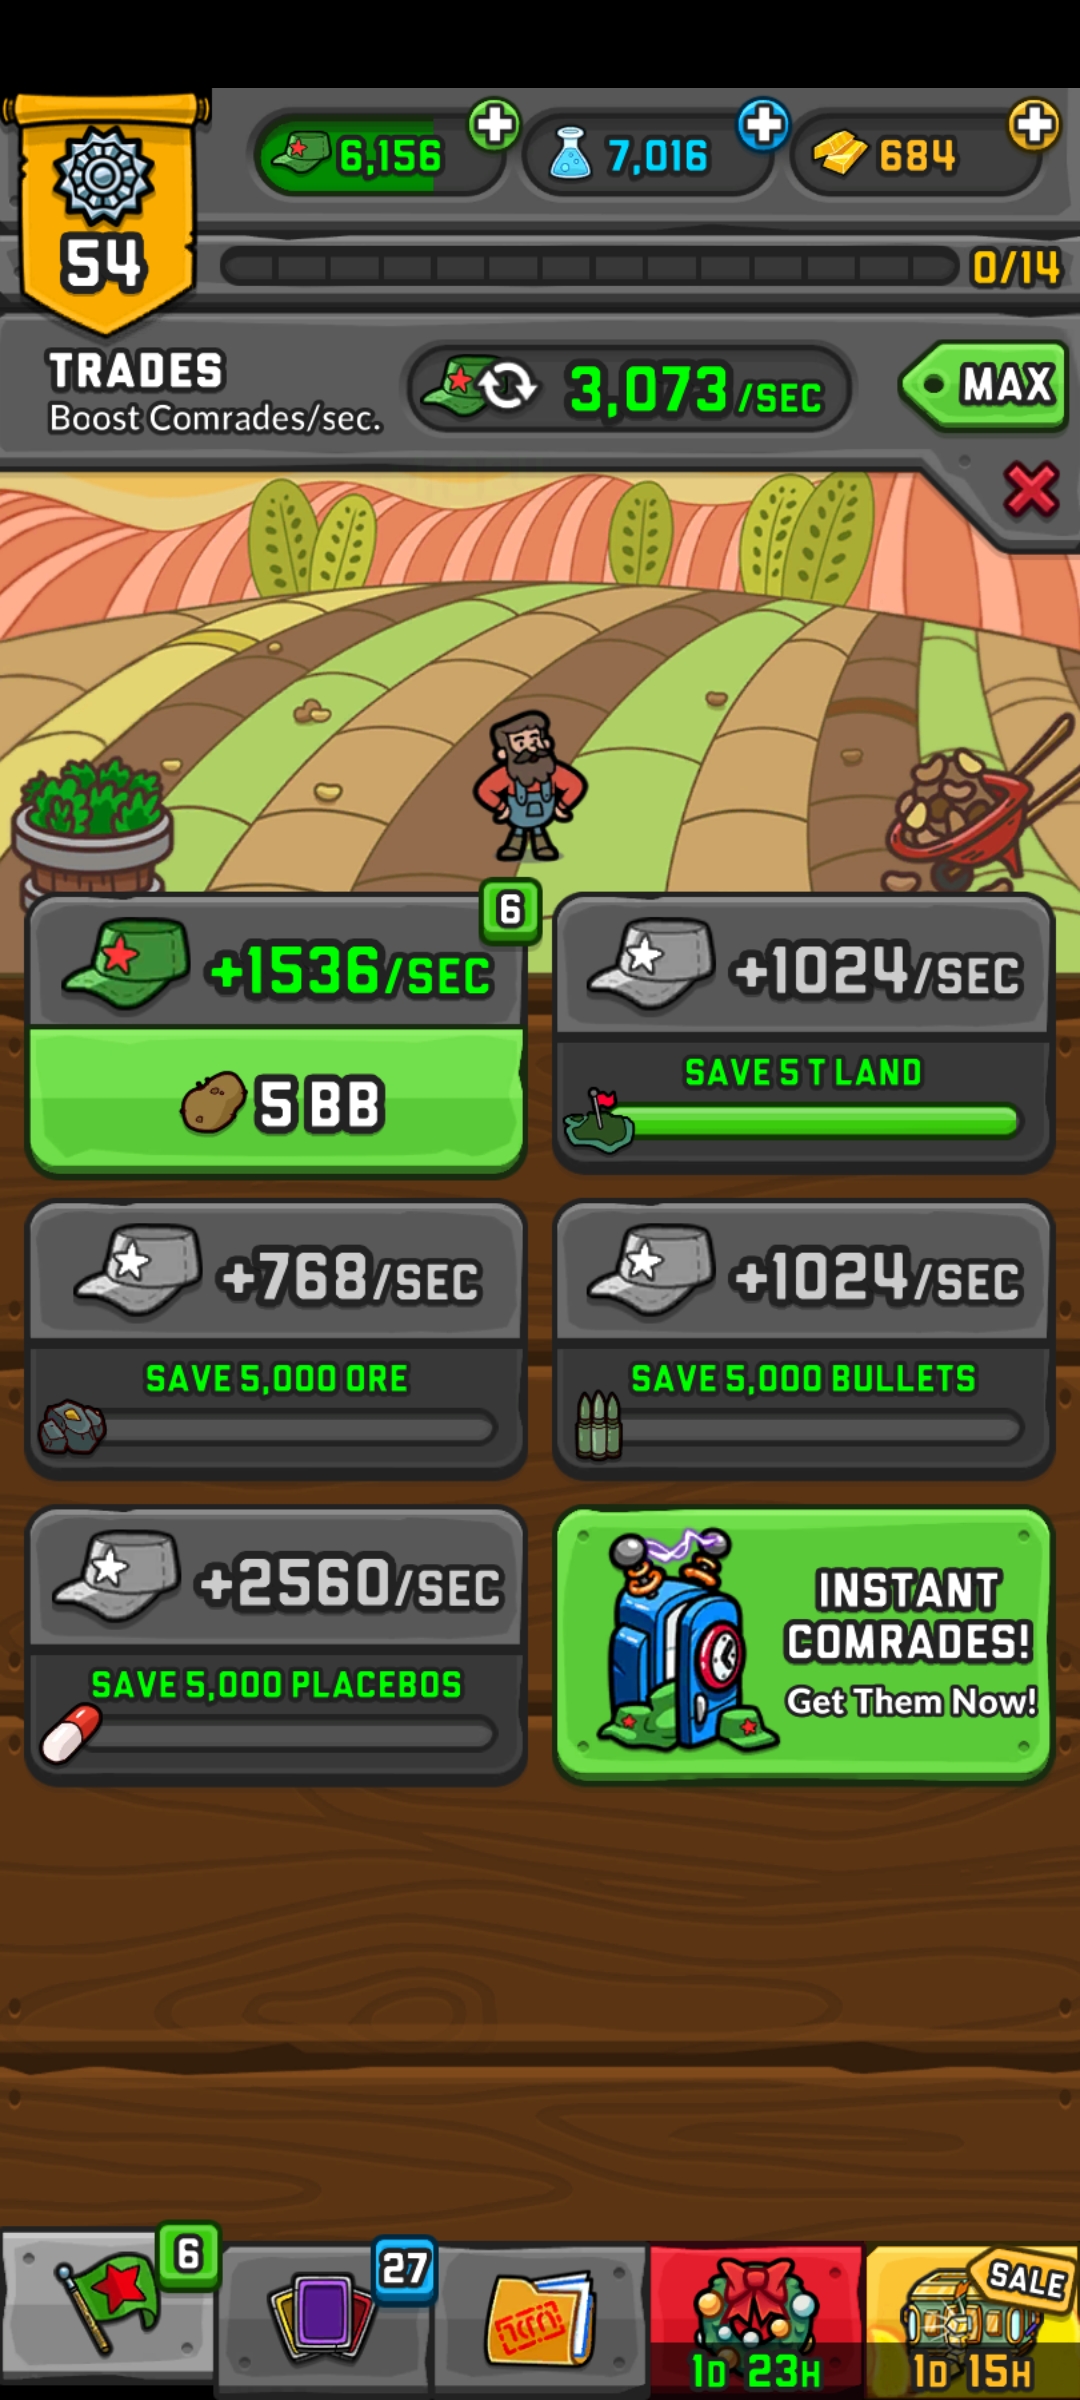 6,156
7,016
684
54
0/14
TRADES
Boost Comrades/sec.
3,073/SEC
MAX
6
+1536/SEC
5 BB
+1024/SEC
SAVE 5 T LAND
+768/SEC
SAVE 5,000 ORE
+1024/SEC
SAVE 5,000 BULLETS
+2560/SEC
SAVE 5,000 PLACEBOS
INSTANT
COMRADES!
Get Them Now!
6
27
SALE
1D 23H
1D 15H